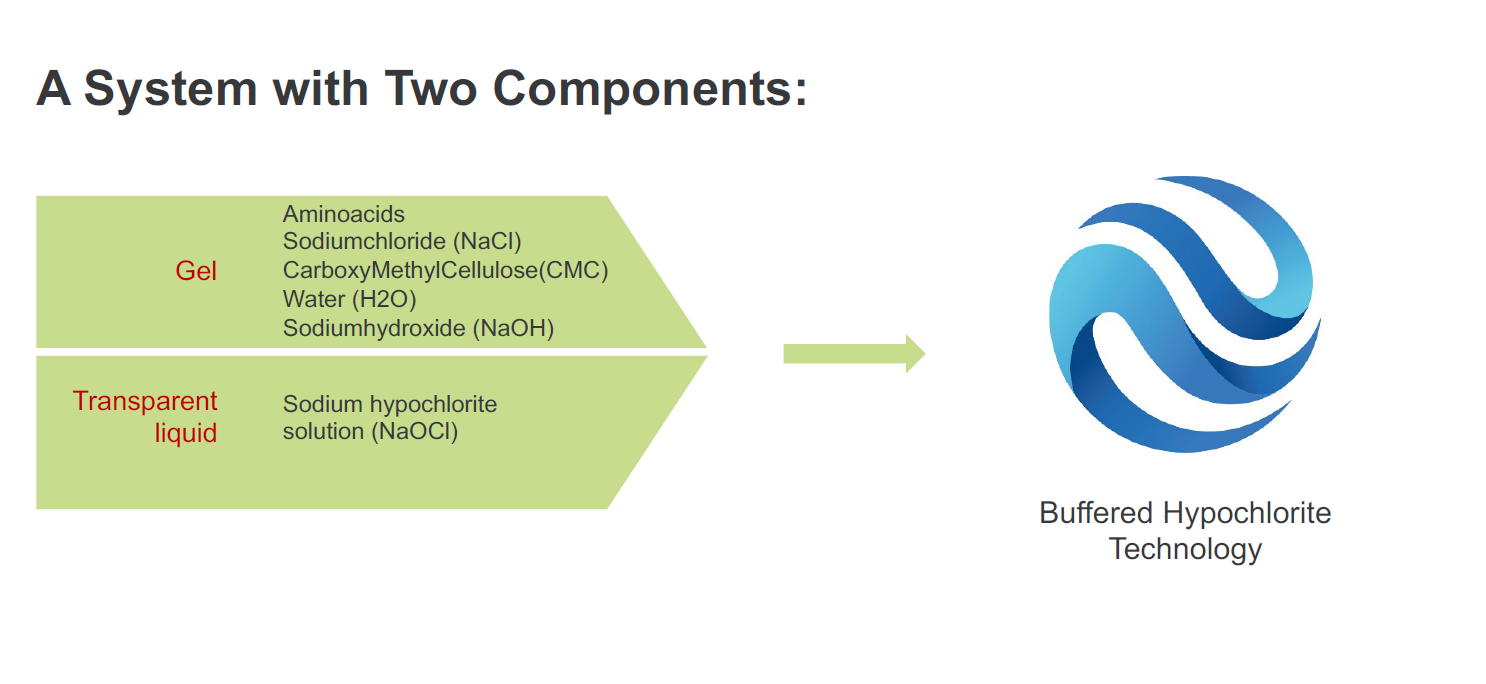 A System with Two Components:
Gel
Aminoacids
Sodiumchloride (NaCl)
CarboxyMethylCellulose(CMC)
Water (H2O)
Sodiumhydroxide (NaOH)
Transparent
liquid
Sodium hypochlorite
solution (NaOCl)
Buffered Hypochlorite
Technology